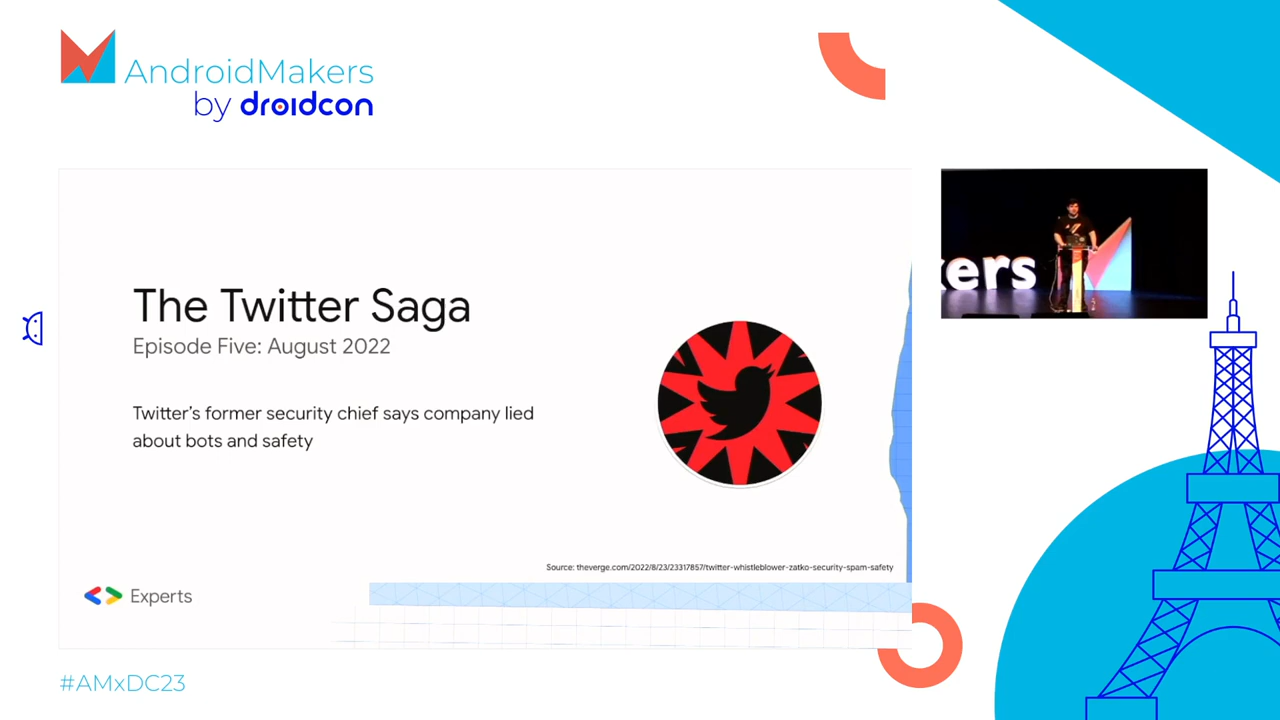 AndroidMakers
by droidcon
The Twitter Saga
Episode Five: August 2022
Twitter's former security chief says company lied
about bots and safety
Source: theverge.com/2022/8/23/23317857/twitter-whistleblower-zatko-security-spam-safety
Experts
#AMxDC23
kers